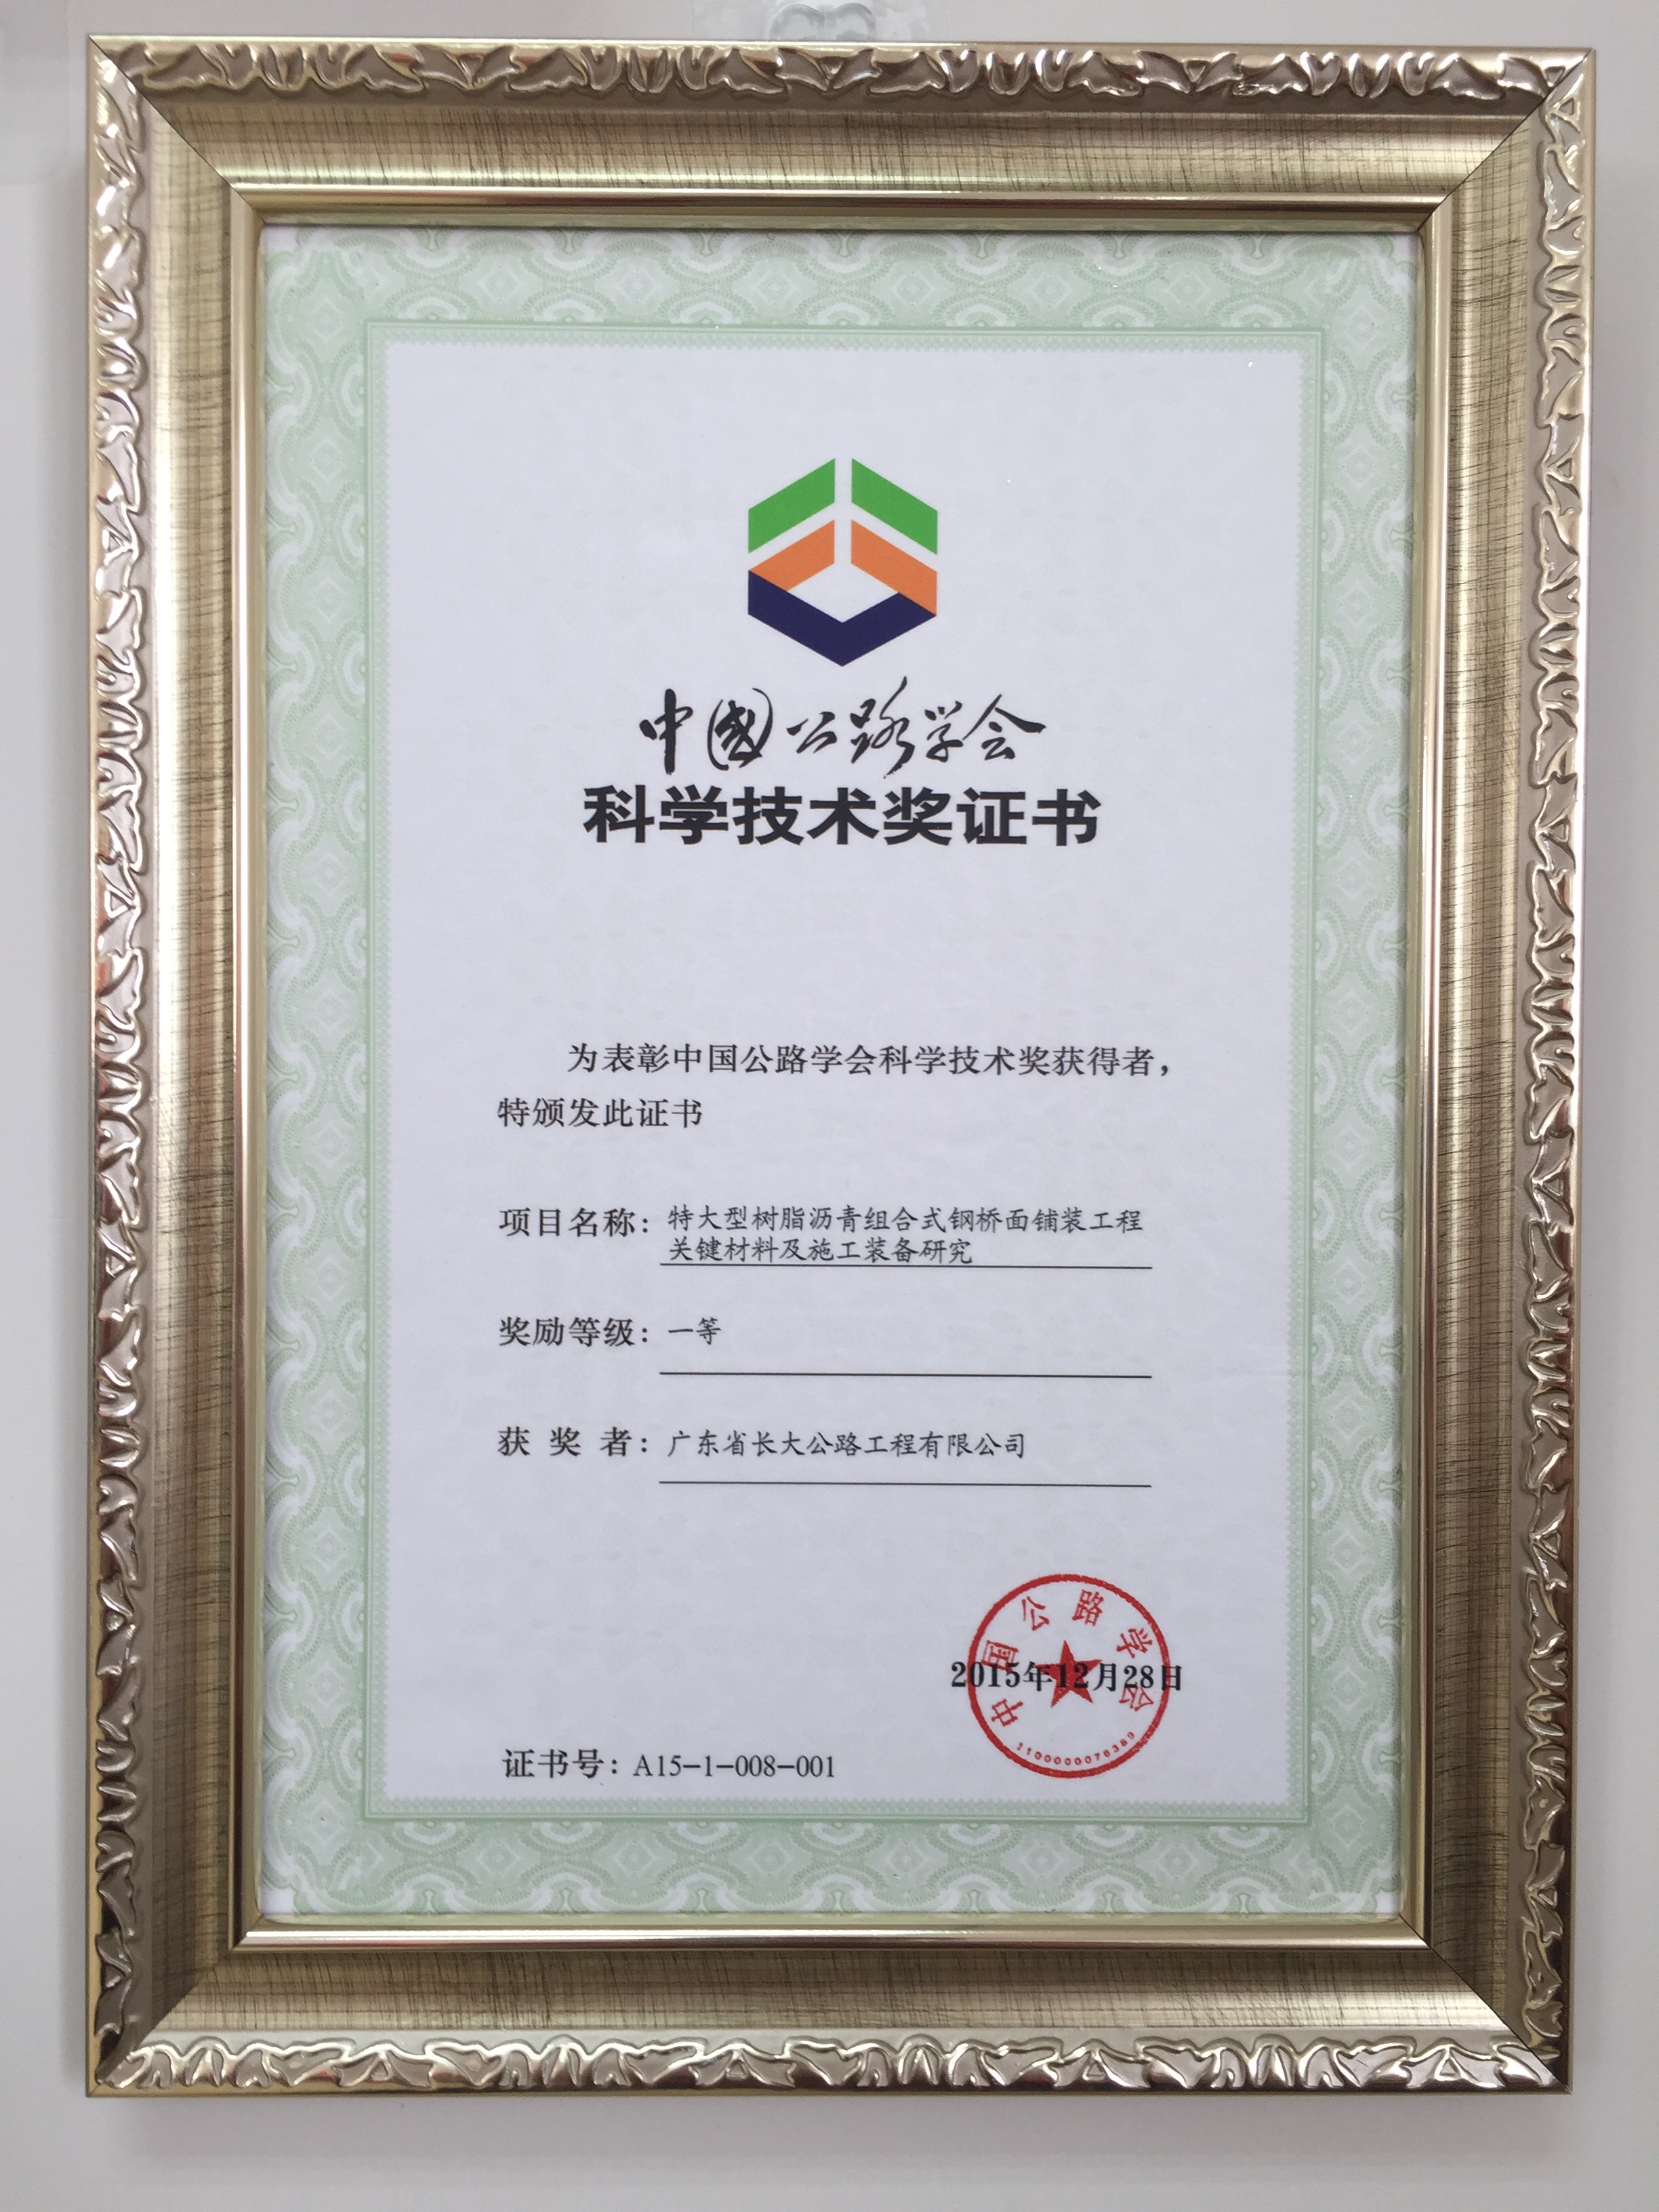 中國公路学会
科学技术奖证书
为表彰中国公路学会科学技术奖获得者，
特颁发此证书
项目名称：特大型树脂沥青组合式钢桥面铺装工程
关键材料及施工装备研究
奖励等级：一等
获 奖 者：广东省长大公路工程有限公司
中国公路学会
2015年12月28日
1100000070389
证书号：A15-1-008-001